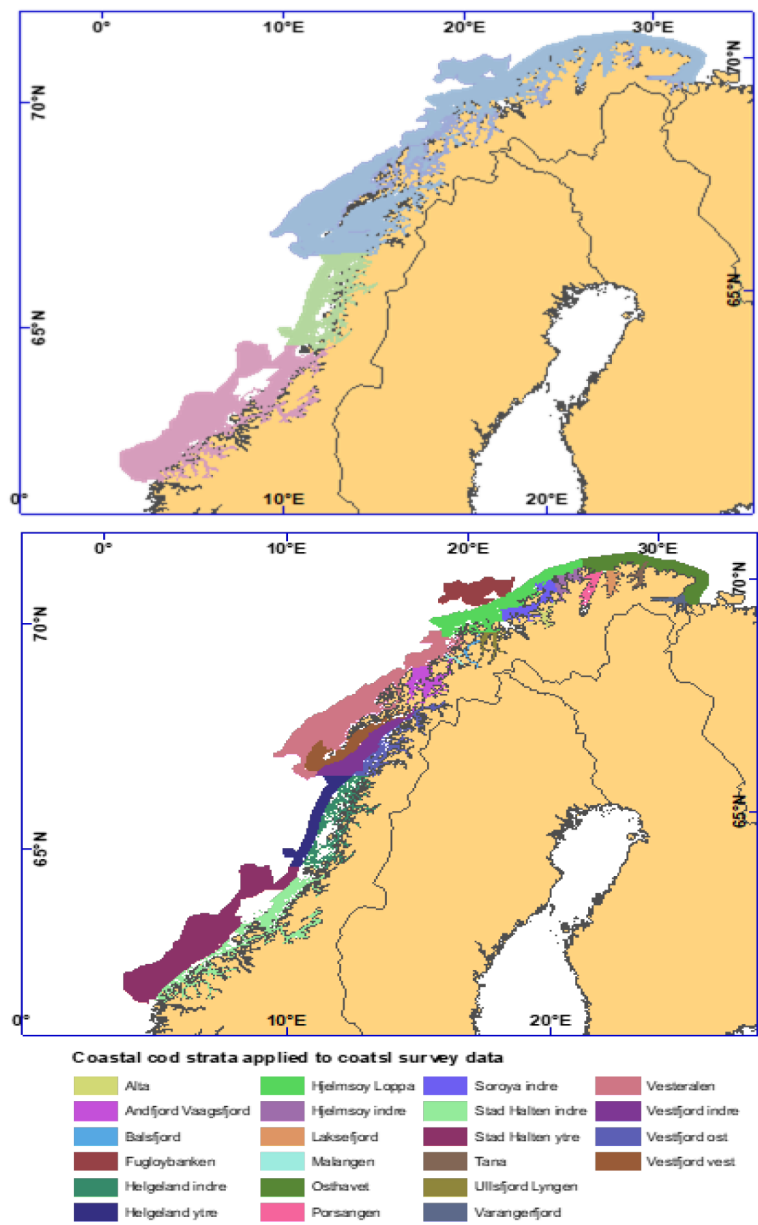 0° 10°E 20°E 30°E
70°N 70°N
65°N 65°N
0° 10°E 20°E
0° 10°E 20°E 30°E
70°N 70°N
65°N 65°N
0° 10°E 20°E
Coastal cod strata applied to coatsl survey data
Alta Hjelmsoy Loppa Soroya indre Vesteralen
Andfjord Vaagsfjord Hjelmsoy indre Stad Halten indre Vestfjord indre
Balsfjord Laksefjord Stad Halten ytre Vestfjord ost
Fugloybanken Malangen Tana Vestfjord vest
Helgeland indre Osthavet Ullsfjord Lyngen
Helgeland ytre Porsangen Varangerfjord